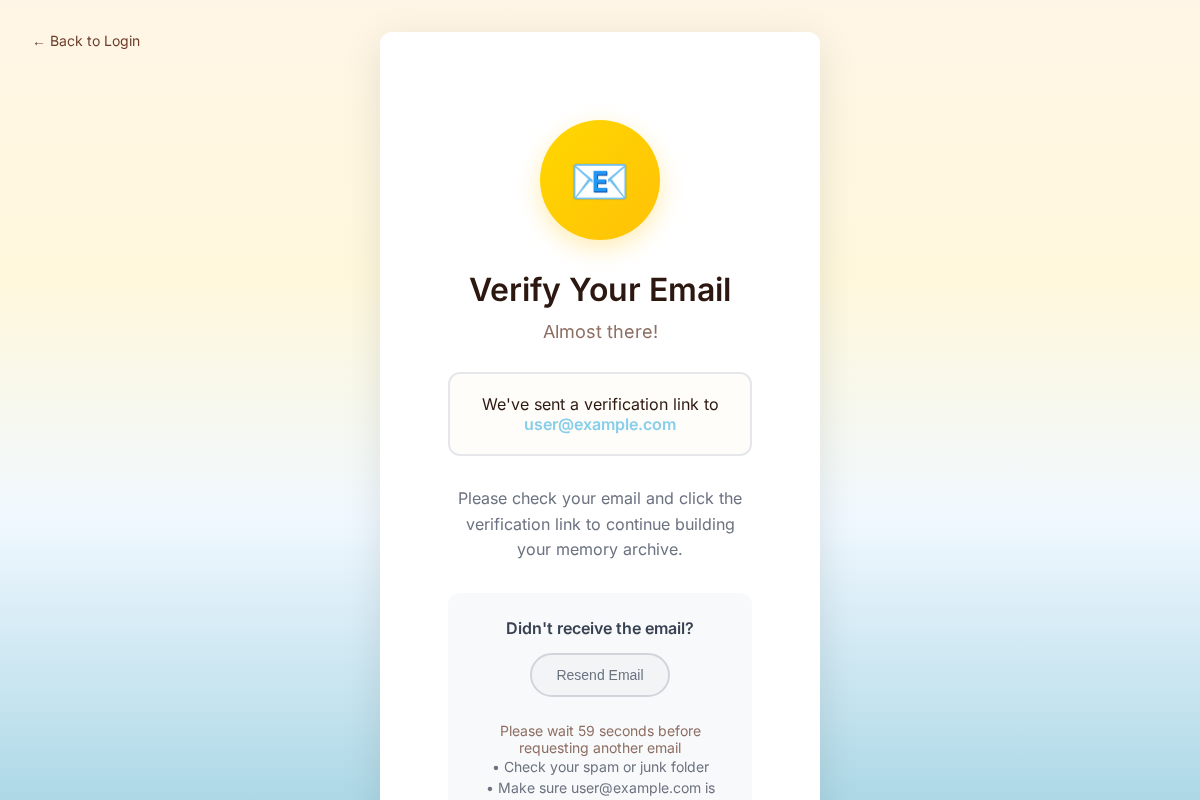 ← Back to Login
E
Verify Your Email
Almost there!
We've sent a verification link to
user@example.com
Please check your email and click the
verification link to continue building
your memory archive.
Didn't receive the email?
Resend Email
Please wait 59 seconds before
requesting another email
• Check your spam or junk folder
• Make sure user@example.com is